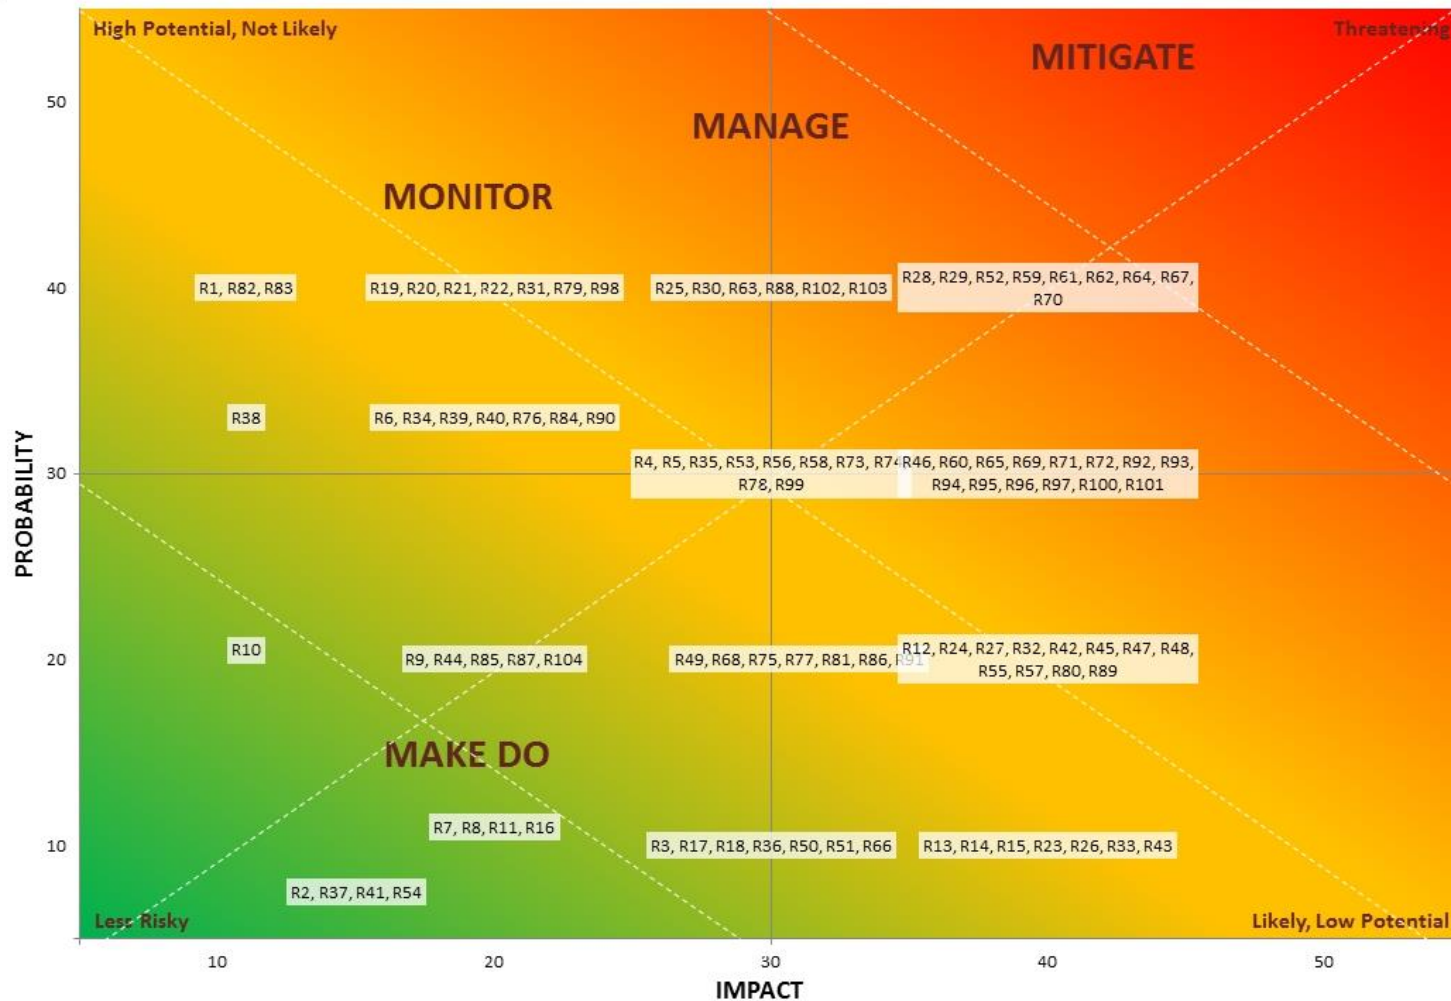 High Potential, Not Likely
Threatening
MITIGATE
50
MANAGE
MONITOR
40
R1, R82, R83
R19, R20, R21, R22, R31, R79, R98
R25, R30, R63, R88, R102, R103
R28, R29, R52, R59, R61, R62, R64, R67,
R70
R38
R6, R34, R39, R40, R76, R84, R90
PROBABILITY
30
R4, R5, R35, R53, R56, R58, R73, R74
R78, R99
R46, R60, R65, R69, R71, R72, R92, R93,
R94, R95, R96, R97, R100, R101
R10
20
R9, R44, R85, R87, R104
R49, R68, R75, R77, R81, R86, R91
R12, R24, R27, R32, R42, R45, R47, R48,
R55, R57, R80, R89
MAKE DO
R7, R8, R11, R16
10
R3, R17, R18, R36, R50, R51, R66
R13, R14, R15, R23, R26, R33, R43
R2, R37, R41, R54
Less Risky
Likely, Low Potential
10
20
30
40
50
IMPACT